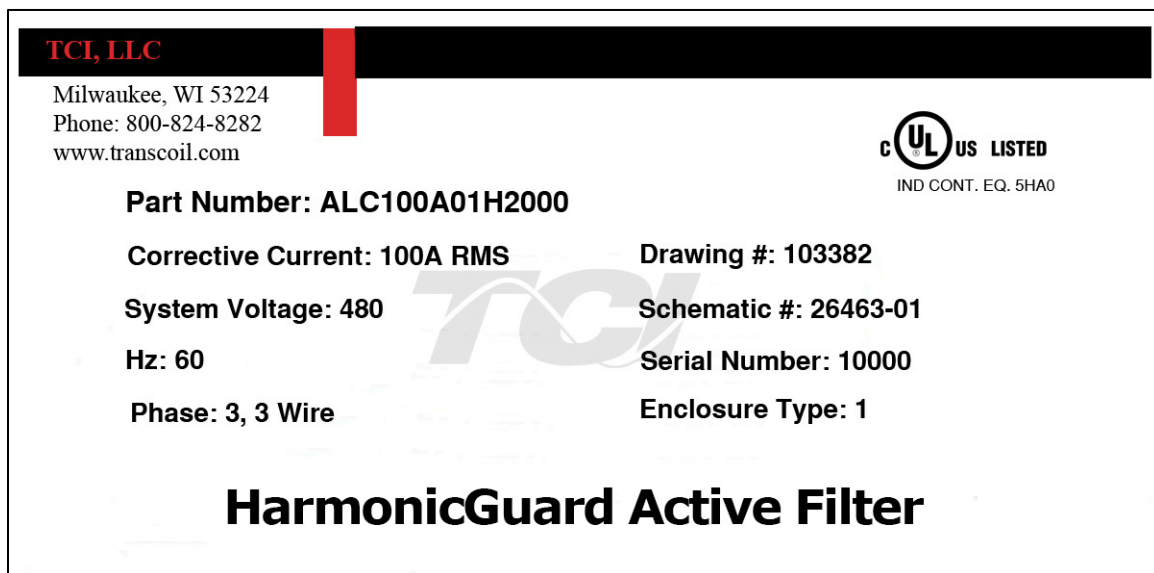 TCI, LLC
Milwaukee, WI 53224
Phone: 800-824-8282
www.transcoil.com
C UL ® US LISTED
IND CONT. EQ. 5HA0
Part Number: ALC100A01H2000
Corrective Current: 100A RMS
Drawing #: 103382
System Voltage: 480
Schematic #: 26463-01
TCI
Hz: 60
Serial Number: 10000
Phase: 3, 3 Wire
Enclosure Type: 1
HarmonicGuard Active Filter